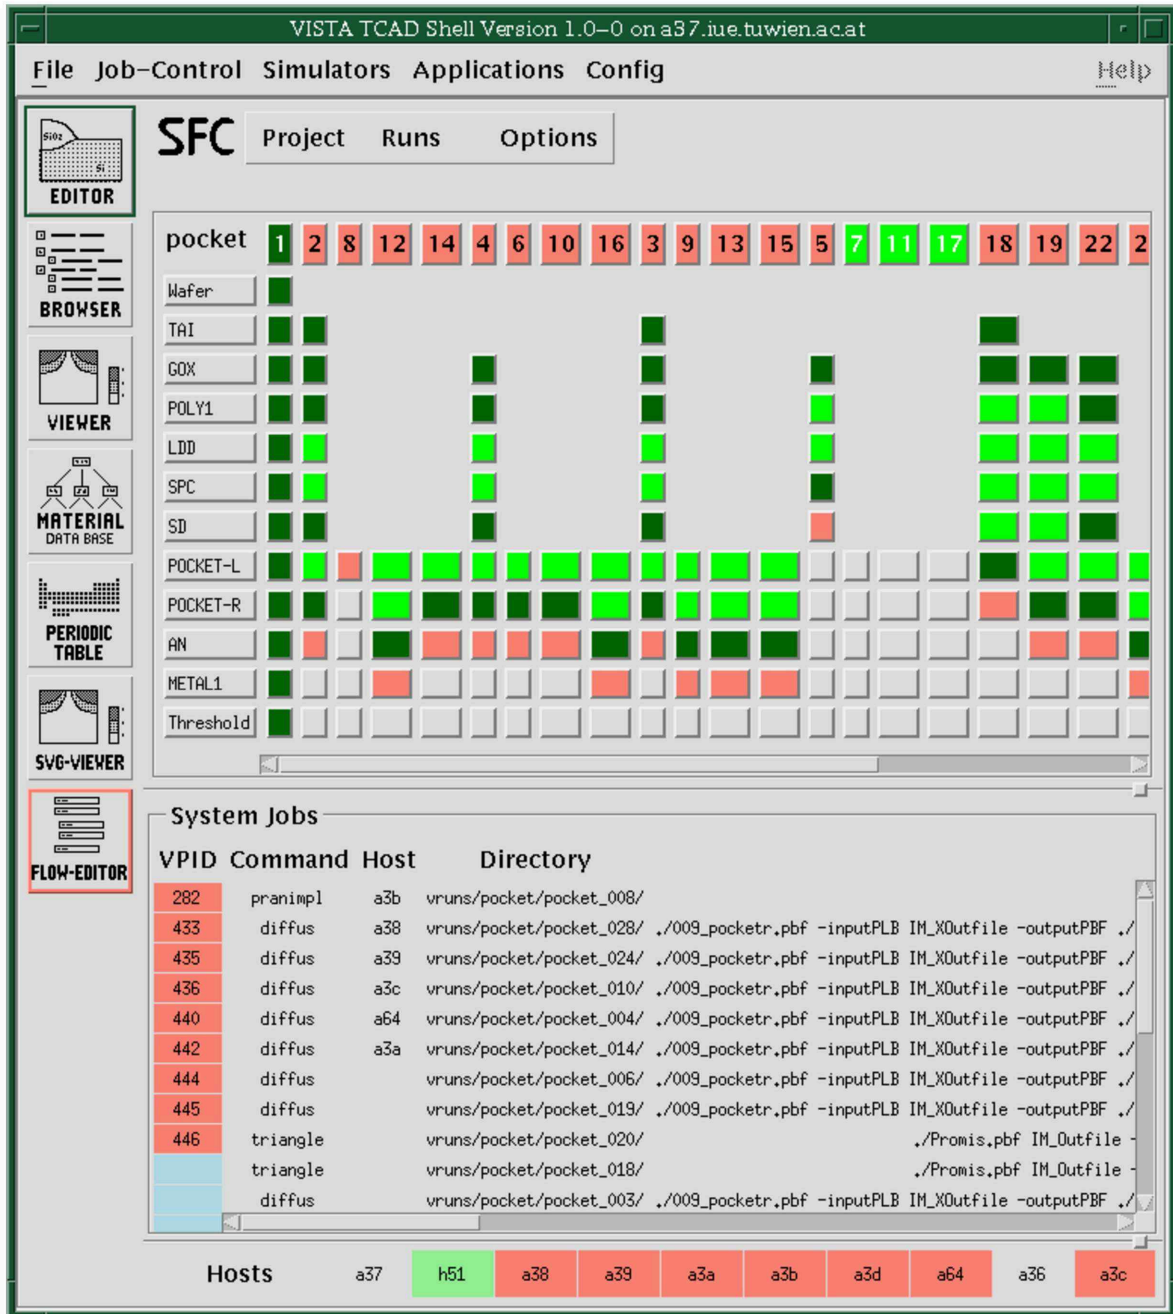 VISTA TCAD Shell Version 1.0-0 on a37.iue.tuwien.ac.at
File Job-Control Simulators Applications Config Help
SiO2
Si
EDITOR
BROWSER
VIEWER
MATERIAL
DATA BASE
PERIODIC
TABLE
SVG-VIEWER
FLOW-EDITOR
SFC Project Runs Options
pocket 1 2 8 12 14 4 6 10 16 3 9 13 15 5 7 11 17 18 19 22 2
Wafer
TAI
GOX
POLY1
LDD
SPC
SD
POCKET-L
POCKET-R
AN
METAL1
Threshold
System Jobs
VPID Command Host Directory
282 pranimpl a3b vruns/pocket/pocket_008/
433 diffus a38 vruns/pocket/pocket_028/ ./009_pocketr.pbf -inputPLB IM_XOutfile -outputPBF ./
435 diffus a39 vruns/pocket/pocket_024/ ./009_pocketr.pbf -inputPLB IM_XOutfile -outputPBF ./
436 diffus a3c vruns/pocket/pocket_010/ ./009_pocketr.pbf -inputPLB IM_XOutfile -outputPBF ./
440 diffus a64 vruns/pocket/pocket_004/ ./009_pocketr.pbf -inputPLB IM_XOutfile -outputPBF ./
442 diffus a3a vruns/pocket/pocket_014/ ./009_pocketr.pbf -inputPLB IM_XOutfile -outputPBF ./
444 diffus vruns/pocket/pocket_006/ ./009_pocketr.pbf -inputPLB IM_XOutfile -outputPBF ./
445 diffus vruns/pocket/pocket_019/ ./009_pocketr.pbf -inputPLB IM_XOutfile -outputPBF ./
446 triangle vruns/pocket/pocket_020/ ./Promis.pbf IM_Outfile -
triangle vruns/pocket/pocket_018/ ./Promis.pbf IM_Outfile -
diffus vruns/pocket/pocket_003/ ./009_pocketr.pbf -inputPLB IM_XOutfile -outputPBF ./
Hosts a37 h51 a38 a39 a3a a3b a3d a64 a36 a3c